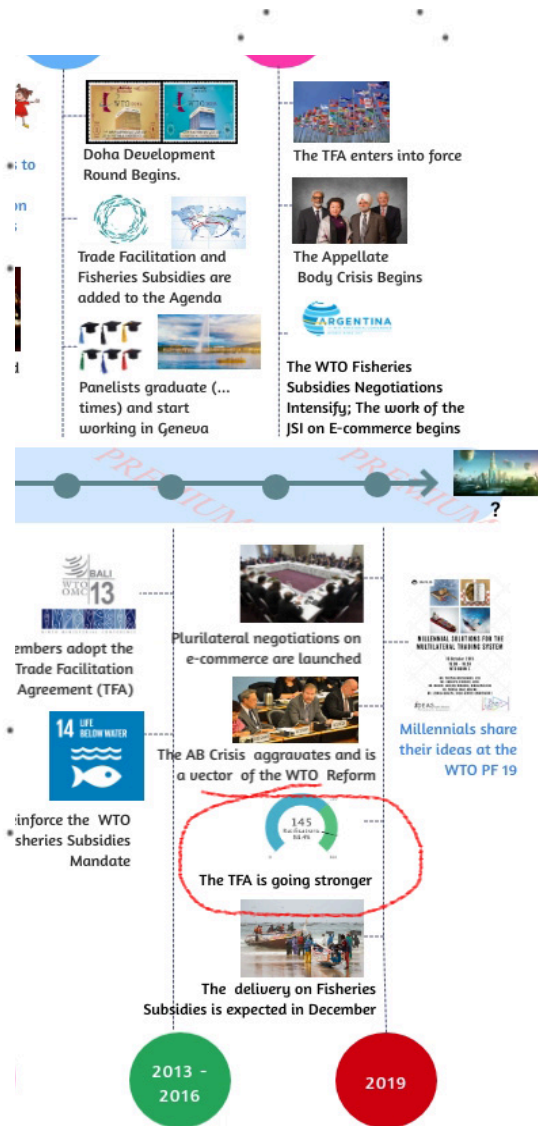 s to
on
s
d
WTO
WTO
Doha Development
Round Begins.
Trade Facilitation and
Fisheries Subsidies are
added to the Agenda
Panelists graduate (...
times) and start
working in Geneva
The TFA enters into force
The Appellate
Body Crisis Begins
ARGENTINA
The WTO Fisheries
Subsidies Negotiations
Intensify; The work of the
JSI on E-commerce begins
PREMIUM
PREMIUM
?
BALI
WTO
OMC
13
embers adopt the
Trade Facilitation
Agreement (TFA)
14 LIFE
BELOW WATER
einforce the WTO
sheries Subsidies
Mandate
Plurilateral negotiations on
e-commerce are launched
The AB Crisis aggravates and is
a vector of the WTO Reform
145
Ratifications
The TFA is going stronger
The delivery on Fisheries
Subsidies is expected in December
MILLENNIAL SOLUTIONS FOR THE
MULTILATERAL TRADING SYSTEM
Millennials share
their ideas at the
WTO PF 19
2013 -
2016
2019